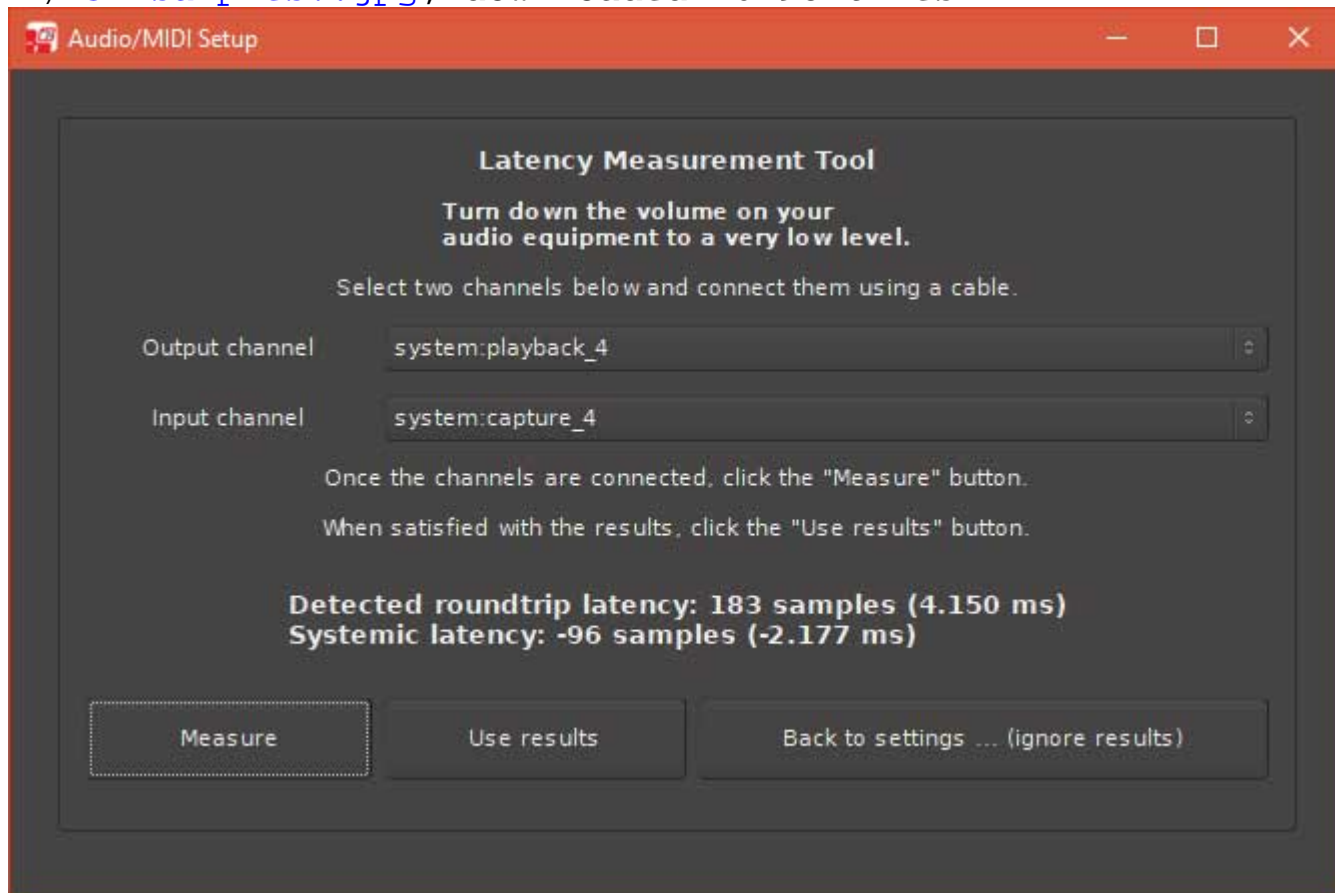 Audio/MIDI Setup
Latency Measurement Tool
Turn down the volume on your
audio equipment to a very low level.
Select two channels below and connect them using a cable.
Output channel system:playback_4
Input channel system:capture_4
Once the channels are connected, click the "Measure" button.
When satisfied with the results, click the "Use results" button.
Detected roundtrip latency: 183 samples (4.150 ms)
Systemic latency: -96 samples (-2.177 ms)
Measure Use results Back to settings ... (ignore results)